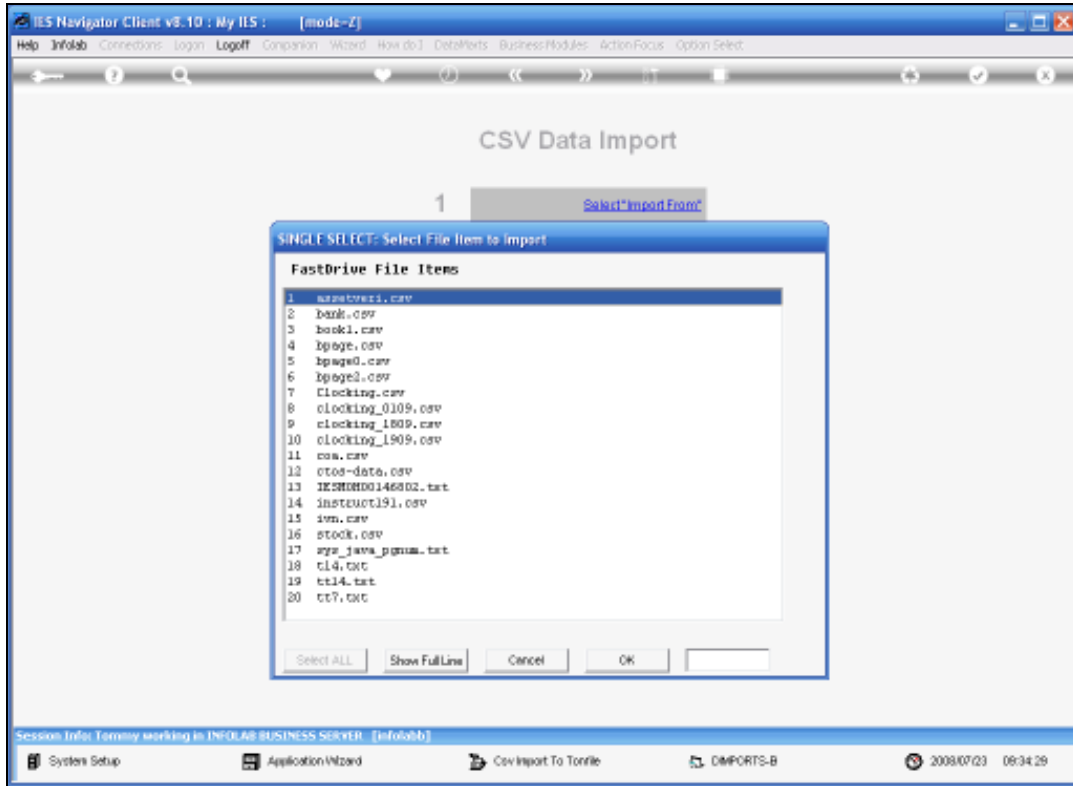 IES Navigator Client v8.10 : My IES : [mode-Z]
Help Infolab Connections Logon Logoff Companion Wizard How do I DataMarts Business Modules Action Focus Option Select
CSV Data Import
1 Select "Import From"
SINGLE SELECT: Select File Item to Import
FastDrive File Items
1 assetveri.csv
2 bank.csv
3 book1.csv
4 bpage.csv
5 bpage0.csv
6 bpage2.csv
7 Clocking.csv
8 clocking_0109.csv
9 clocking_1809.csv
10 clocking_1909.csv
11 coa.csv
12 ctos-data.csv
13
14 instruct191.csv
15 ivn.csv
16 stock.csv
17 sys_java_pgnum.txt
18 tl4.txt
19 ttl4.txt
20 tt7.txt
Select ALL Show Full Line Cancel OK
Session Info: Tommy working in INFOLAB BUSINESS SERVER [infolabb]
System Setup Application Wizard Csv Import To Tomfile DIMPORTS-B 2008/07/23 09:34:29